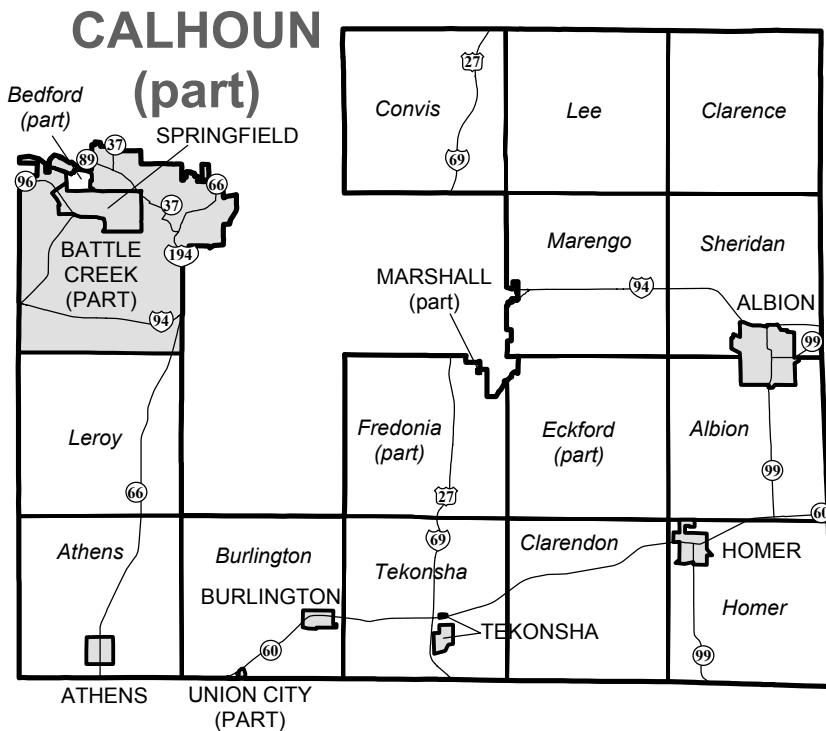 CALHOUN
(part)
Bedford
(part)
SPRINGFIELD
27
Convis
Lee
Clarence
69
89
37
96
66
37
BATTLE
CREEK
(PART)
194
94
Marengo
Sheridan
MARSHALL
(part)
94
ALBION
99
Leroy
66
Fredonia
(part)
27
Eckford
(part)
Albion
99
60
Athens
Burlington
69
Tekonsha
Clarendon
HOMER
BURLINGTON
Homer
TEKONSHA
60
99
ATHENS
UNION CITY
(PART)